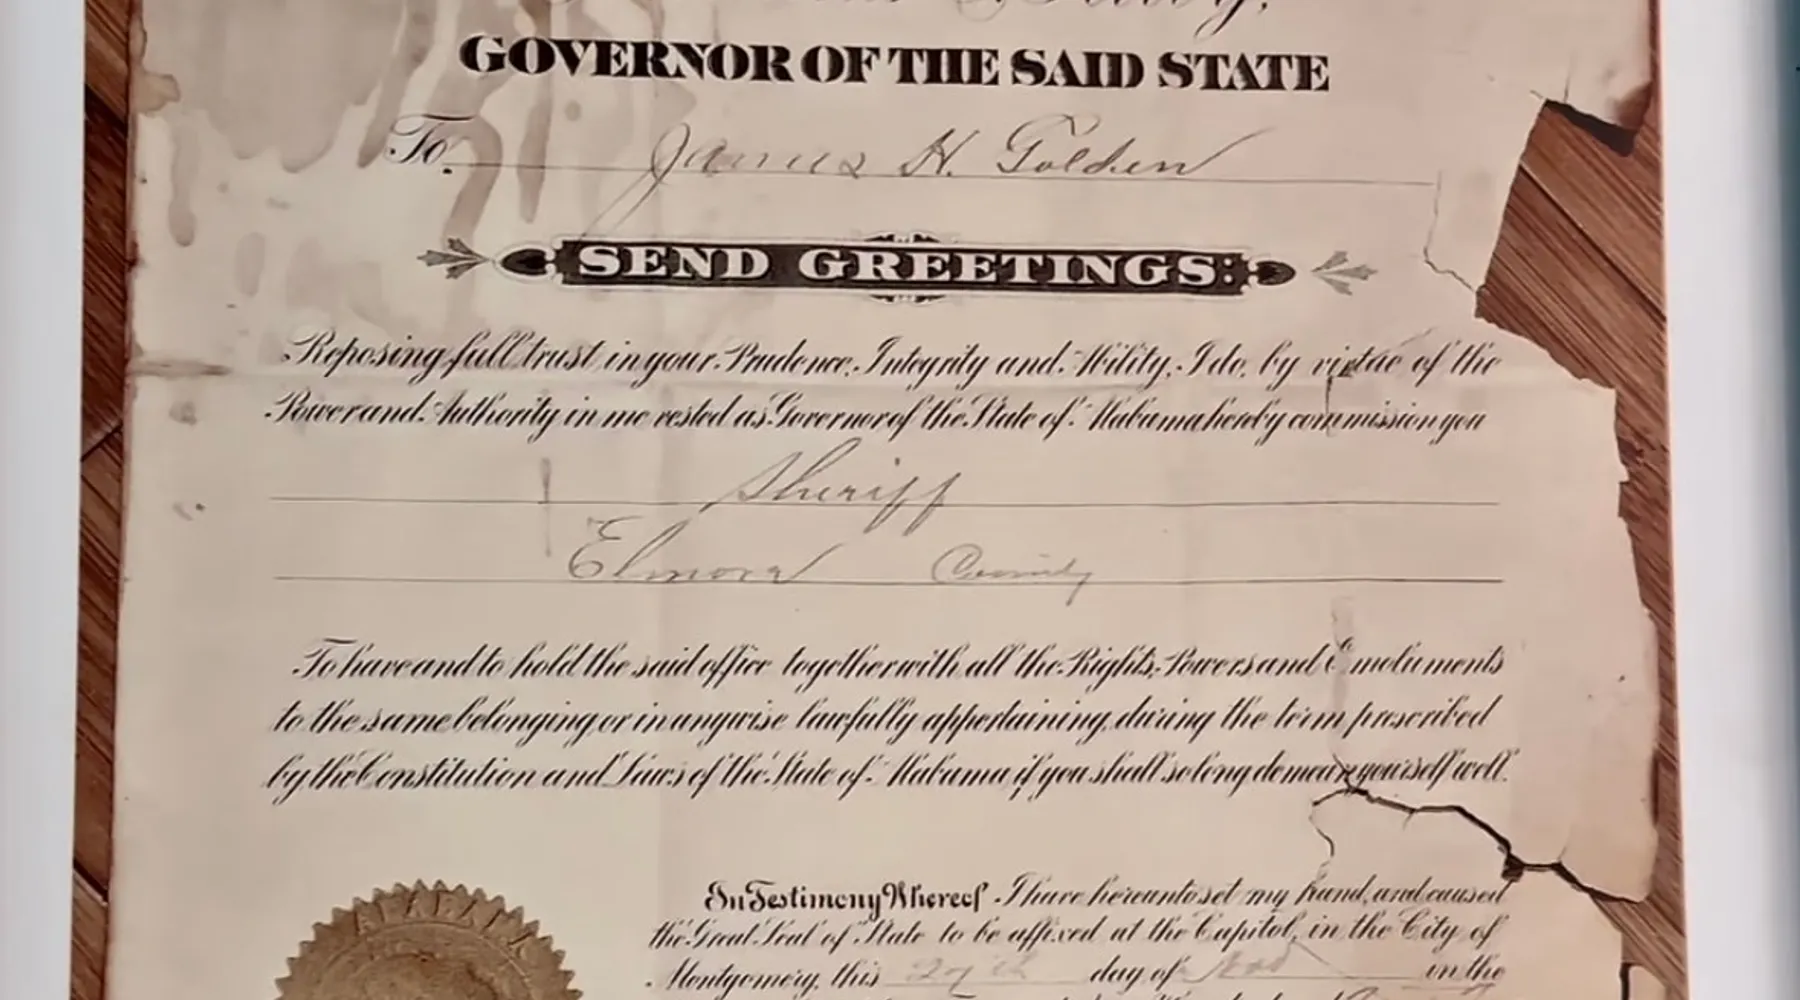 GOVERNOR OF THE SAID STATE
To James H. Golden
SEND GREETINGS:
Reposing full trust in your Prudence, Integrity and Ability, I do, by virtue of the
Power and Authority in me vested as Governor of the State of Alabama hereby commission you
Sheriff
Elmore County
To have and to hold the said office together with all the Rights, Powers and Emoluments
to the same belonging or in anywise lawfully appertaining, during the term prescribed
by the Constitution and Laws of the State of Alabama if you shall so long demean yourself well.
In Testimony Whereof I have hereunto set my hand, and caused
the Great Seal of State to be affixed at the Capitol, in the City of
ALABAMA
Montgomery, this day of in the